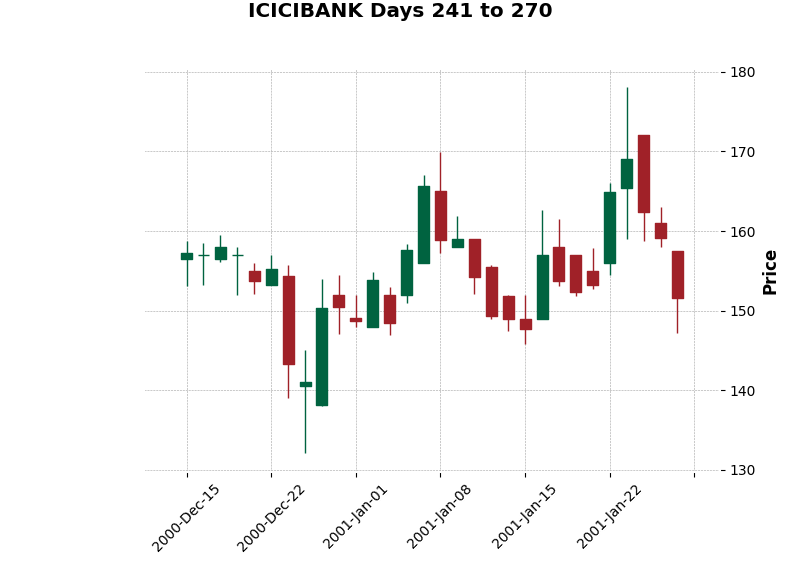 ICICIBANK Days 241 to 270
180
170
160
150
140
130
Price
2000-Dec-15
2000-Dec-22
2001-Jan-01
2001-Jan-08
2001-Jan-15
2001-Jan-22